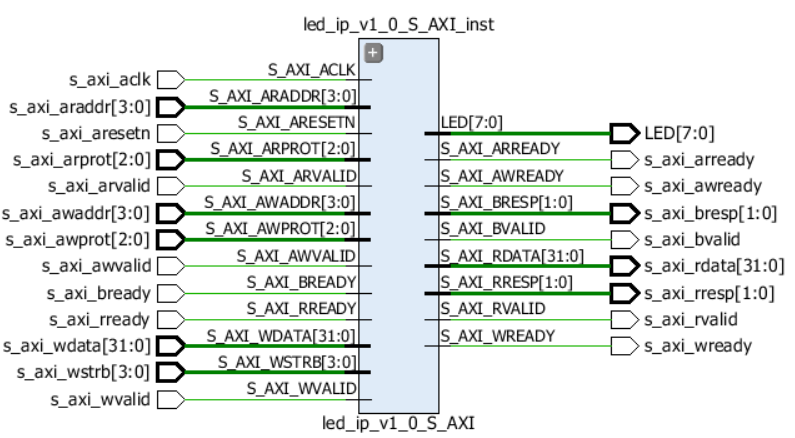 led_ip_v1_0_S_AXI_inst
+
s_axi_aclk S_AXI_ACLK
s_axi_araddr[3:0] S_AXI_ARADDR[3:0]
s_axi_aresetn S_AXI_ARESETN LED[7:0] LED[7:0]
s_axi_arprot[2:0] S_AXI_ARPROT[2:0] S_AXI_ARREADY s_axi_arready
s_axi_arvalid S_AXI_ARVALID S_AXI_AWREADY s_axi_awready
s_axi_awaddr[3:0] S_AXI_AWADDR[3:0] S_AXI_BRESP[1:0] s_axi_bresp[1:0]
s_axi_awprot[2:0] S_AXI_AWPROT[2:0] S_AXI_BVALID s_axi_bvalid
s_axi_awvalid S_AXI_AWVALID S_AXI_RDATA[31:0] s_axi_rdata[31:0]
s_axi_bready S_AXI_BREADY S_AXI_RRESP[1:0] s_axi_rresp[1:0]
s_axi_rready S_AXI_RREADY S_AXI_RVALID s_axi_rvalid
s_axi_wdata[31:0] S_AXI_WDATA[31:0] S_AXI_WREADY s_axi_wready
s_axi_wstrb[3:0] S_AXI_WSTRB[3:0]
s_axi_wvalid S_AXI_WVALID
led_ip_v1_0_S_AXI